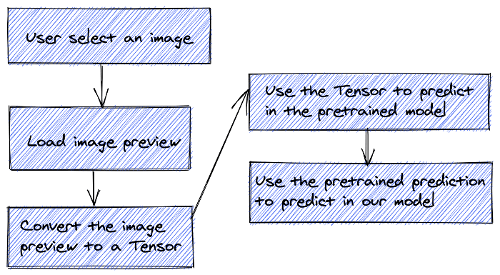 User select an image
Load image preview
Convert the image
preview to a Tensor
Use the Tensor to predict
in the pretrained model
Use the pretrained prediction
to predict in our model